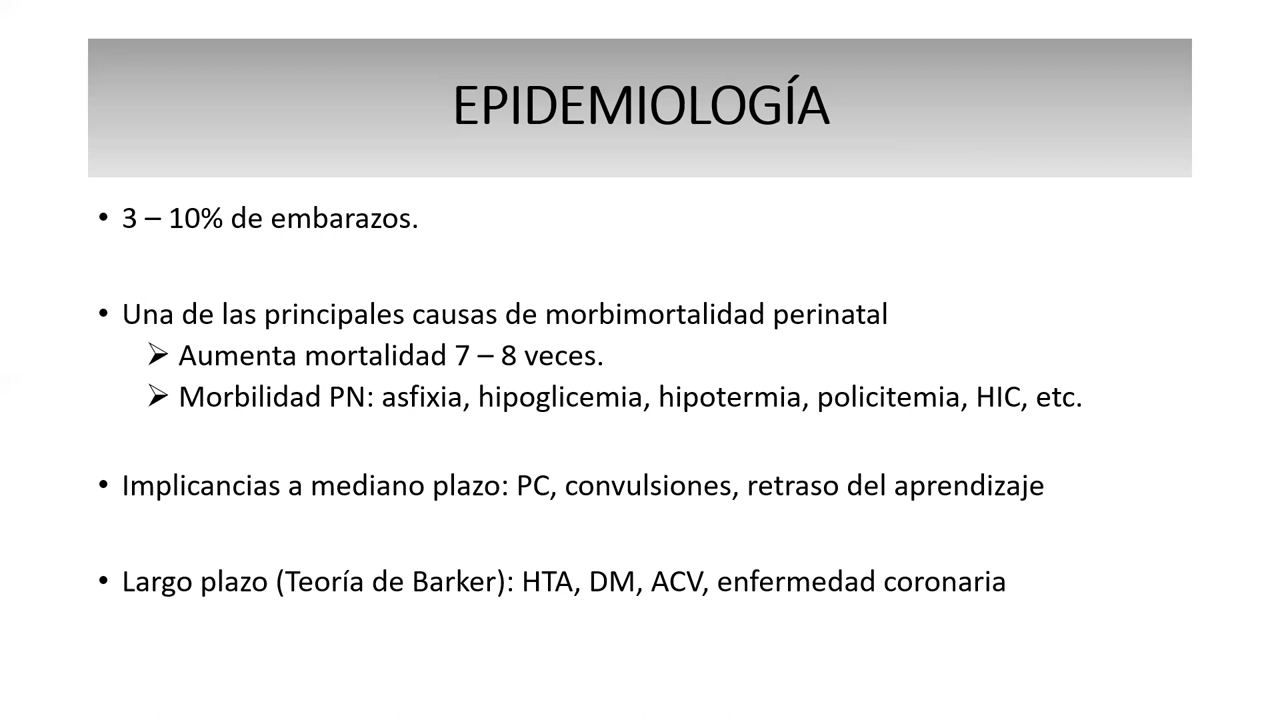 EPIDEMIOLOGÍA
• 3 – 10% de embarazos.
• Una de las principales causas de morbimortalidad perinatal
➢ Aumenta mortalidad 7 – 8 veces.
➢ Morbilidad PN: asfixia, hipoglicemia, hipotermia, policitemia, HIC, etc.
• Implicancias a mediano plazo: PC, convulsiones, retraso del aprendizaje
• Largo plazo (Teoría de Barker): HTA, DM, ACV, enfermedad coronaria